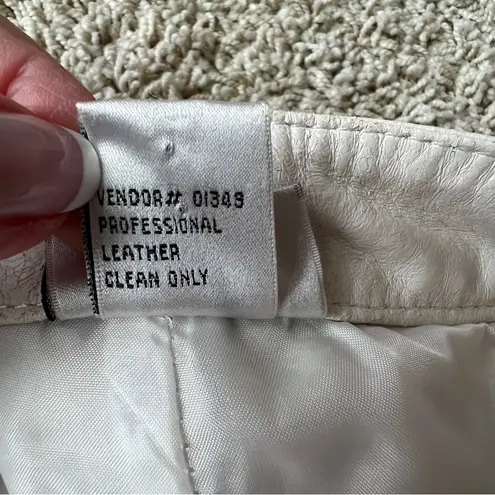 VENDOR# 01349
PROFESSIONAL
LEATHER
CLEAN ONLY